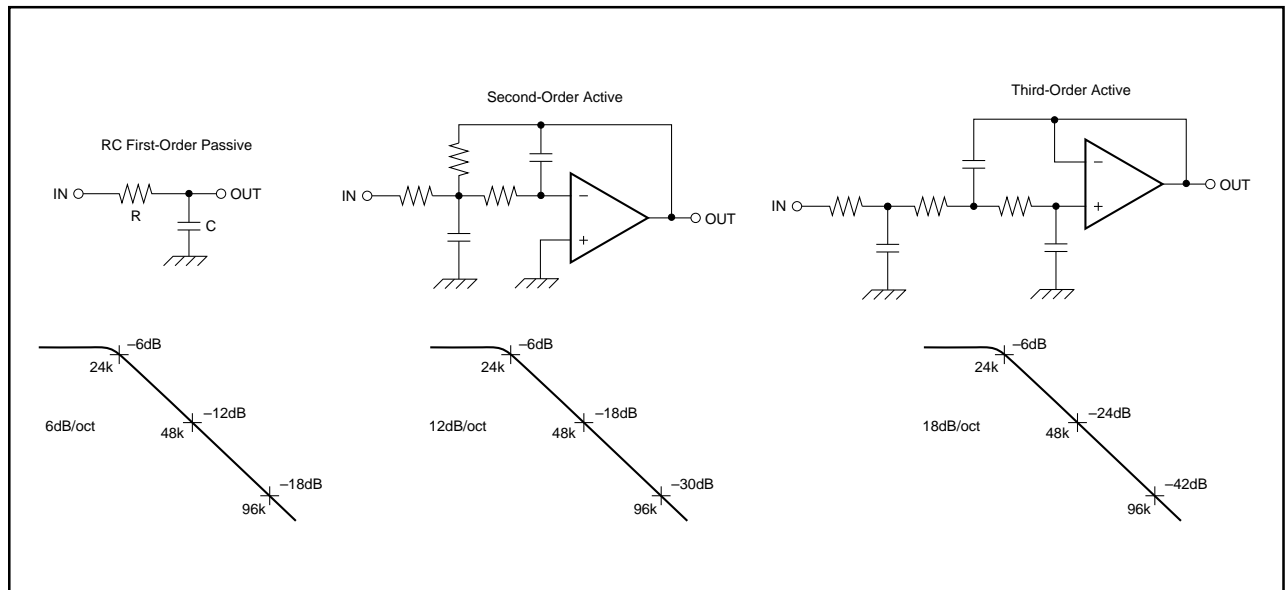 RC First-Order Passive
IN
R
C
OUT
Second-Order Active
IN
−
+
OUT
Third-Order Active
IN
−
+
OUT
–6dB
24k
–12dB
48k
–18dB
96k
6dB/oct
–6dB
24k
–18dB
48k
–30dB
96k
12dB/oct
–6dB
24k
–24dB
48k
–42dB
96k
18dB/oct